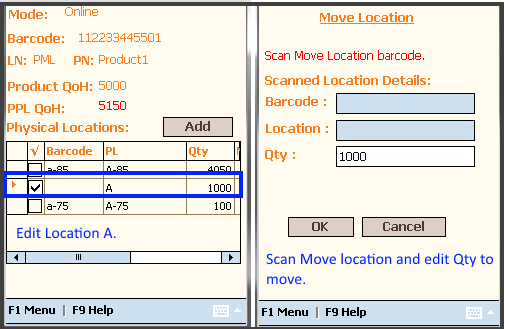 Mode: Online
Barcode: 112233445501
LN: PML PN: Product1
Product QoH: 5000
PPL QoH: 5150
Physical Locations: Add
√ Barcode PL Qty
a-85 A-85 4050
A 1000
a-75 A-75 100
Edit Location A.
F1 Menu | F9 Help
Move Location
Scan Move Location barcode.
Scanned Location Details:
Barcode :
Location :
Qty : 1000
OK Cancel
Scan Move location and edit Qty to
move.
F1 Menu | F9 Help